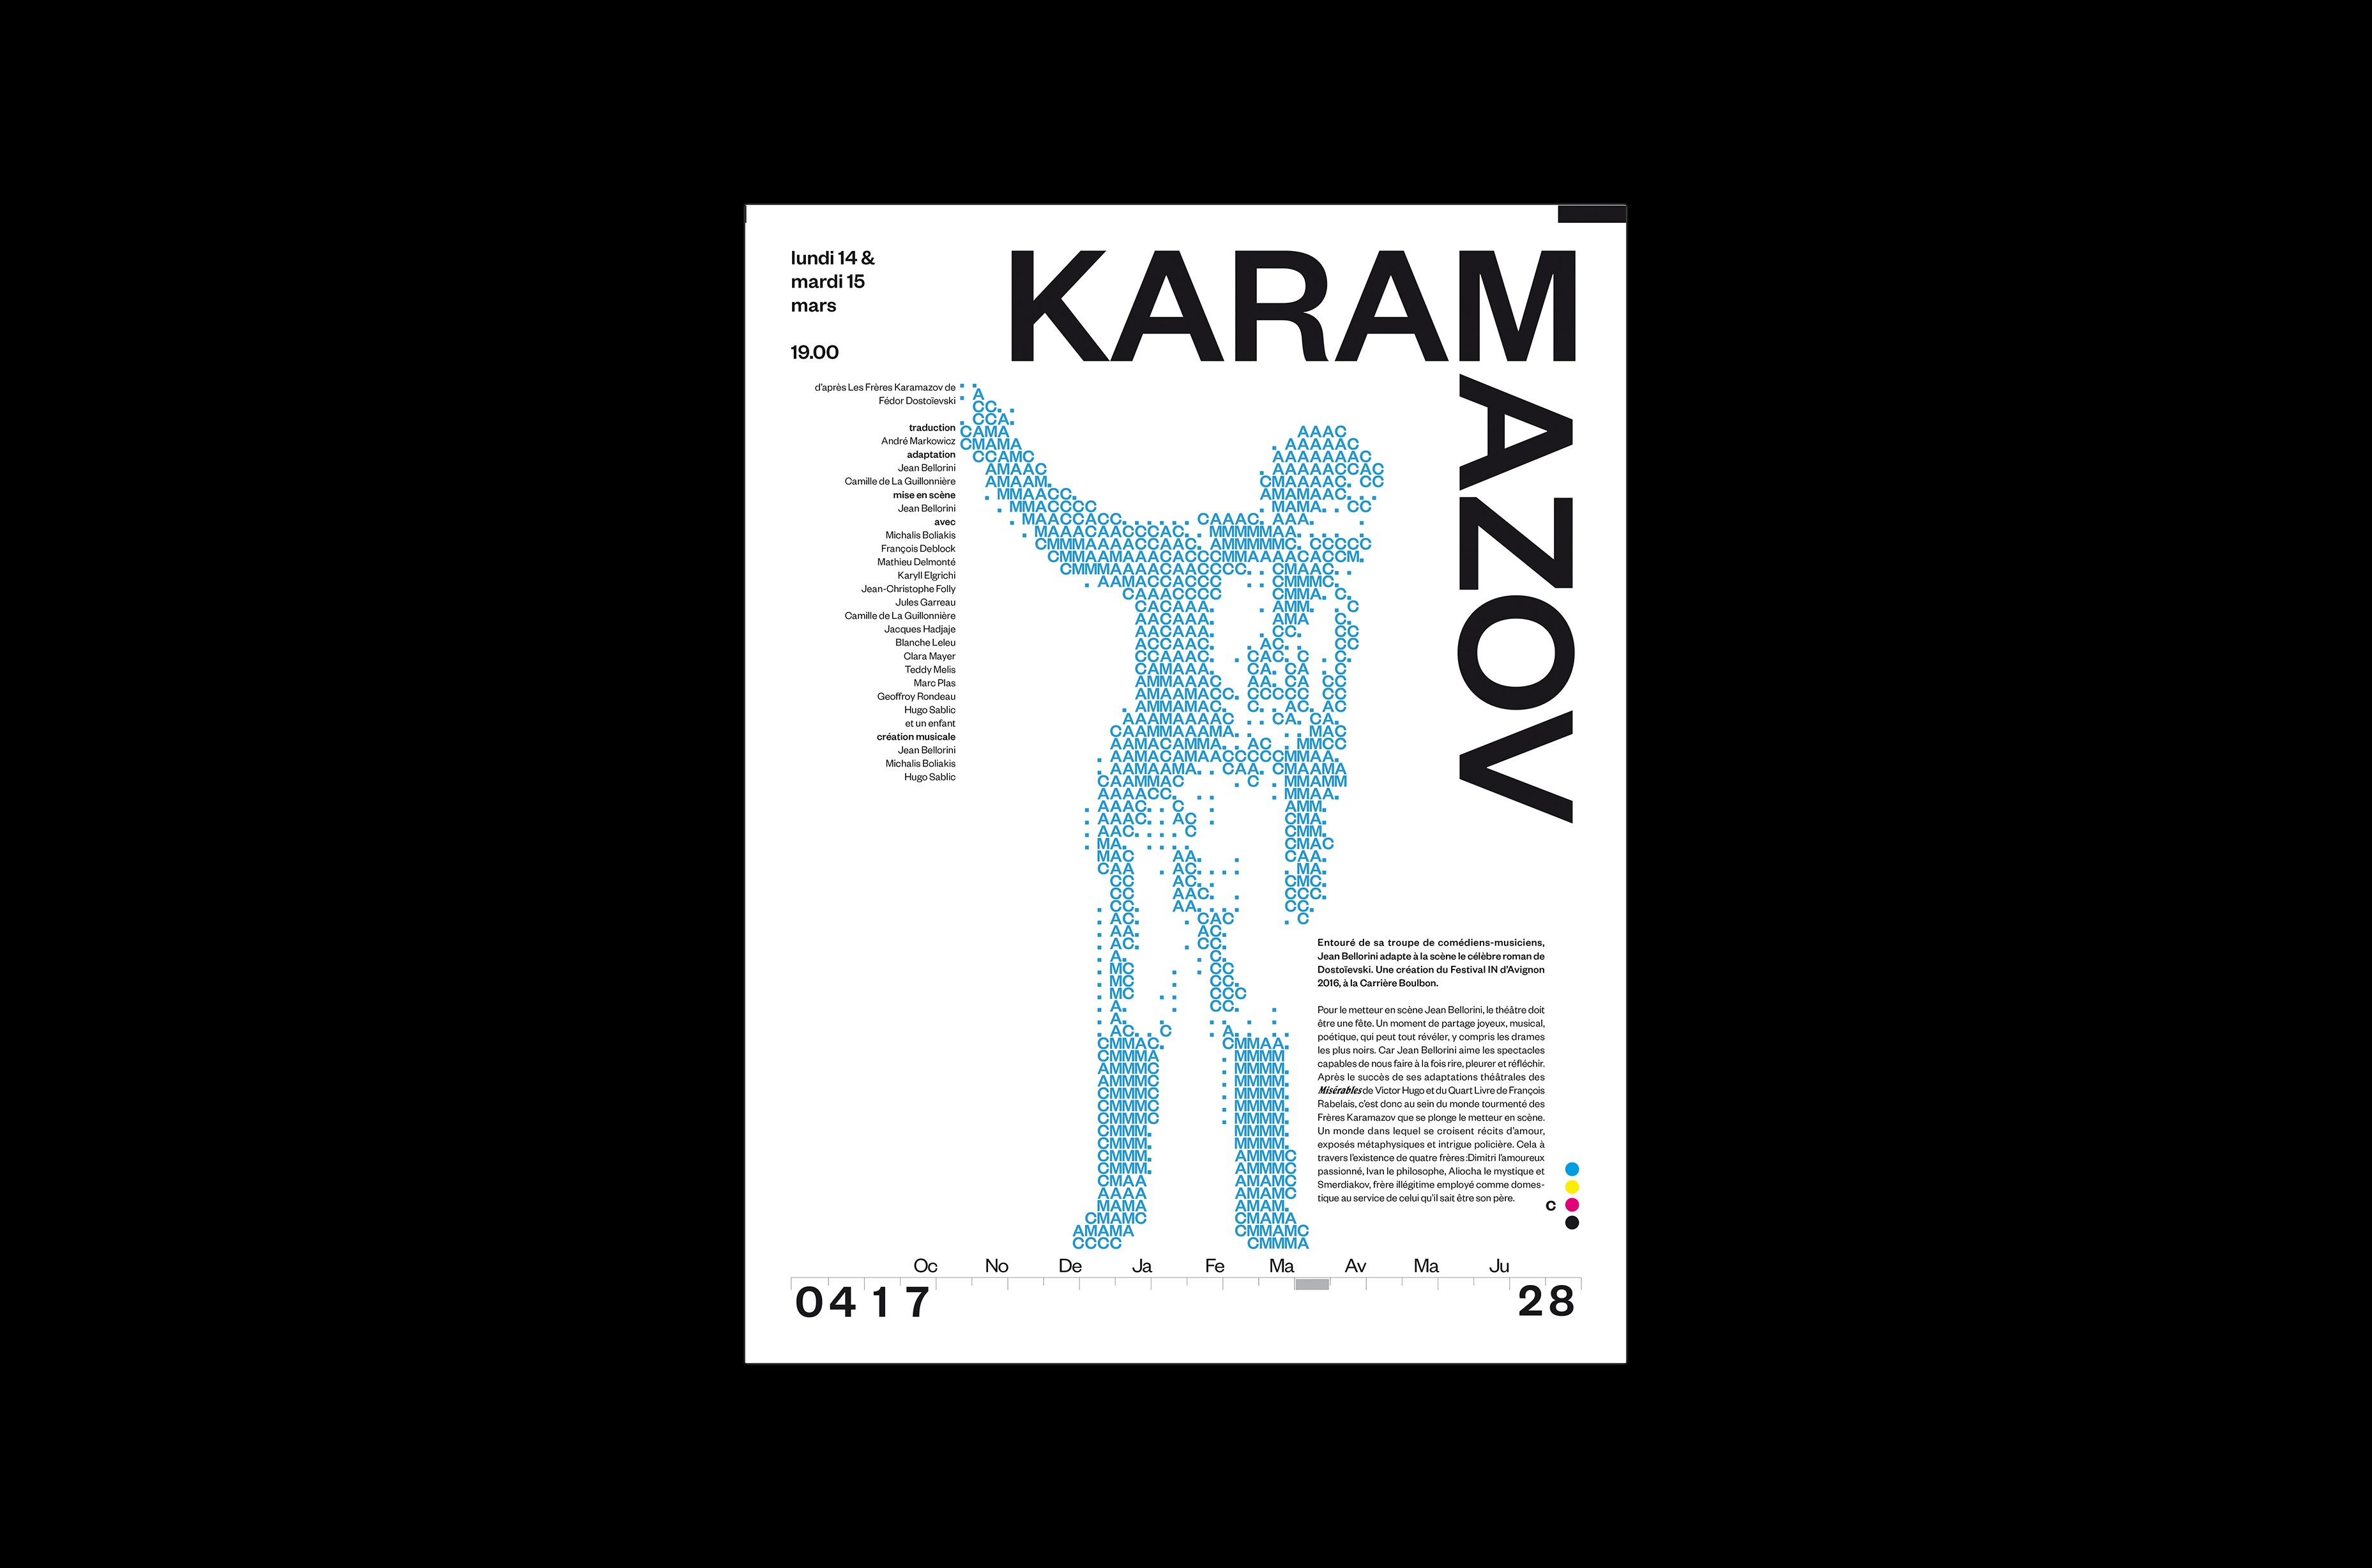 lundi 14 &
mardi 15
mars
19.00
KARAM
AZOV
d'après Les Frères Karamazov de
Fédor Dostoïevski
traduction
André Markowicz
adaptation
Jean Bellorini
Camille de La Guillonnière
mise en scène
Jean Bellorini
avec
Michalis Boliakis
François Deblock
Mathieu Delmonté
Karyll Elgrichi
Jean-Christophe Folly
Jules Garreau
Camille de La Guillonnière
Jacques Hadjaje
Blanche Leleu
Clara Mayer
Teddy Melis
Marc Plas
Geoffroy Rondeau
Hugo Sablic
et un enfant
création musicale
Jean Bellorini
Michalis Boliakis
Hugo Sablic
Entouré de sa troupe de comédiens-musiciens,
Jean Bellorini adapte à la scène le célèbre roman de
Dostoïevski. Une création du Festival IN d'Avignon
2016, à la Carrière Boulbon.
Pour le metteur en scène Jean Bellorini, le théâtre doit
être une fête. Un moment de partage joyeux, musical,
poétique, qui peut tout révéler, y compris les drames
les plus noirs. Car Jean Bellorini aime les spectacles
capables de nous faire à la fois rire, pleurer et réfléchir.
Après le succès de ses adaptations théâtrales des
Misérables de Victor Hugo et du Quart Livre de François
Rabelais, c'est donc au sein du monde tourmenté des
Frères Karamazov que se plonge le metteur en scène.
Un monde dans lequel se croisent récits d'amour,
exposés métaphysiques et intrigue policière. Cela à
travers l'existence de quatre frères :Dimitri l'amoureux
passionné, Ivan le philosophe, Aliocha le mystique et
Smerdiakov, frère illégitime employé comme domes-
tique au service de celui qu'il sait être son père.
C
Oc No De Ja Fe Ma Av Ma Ju
04 1 7 28